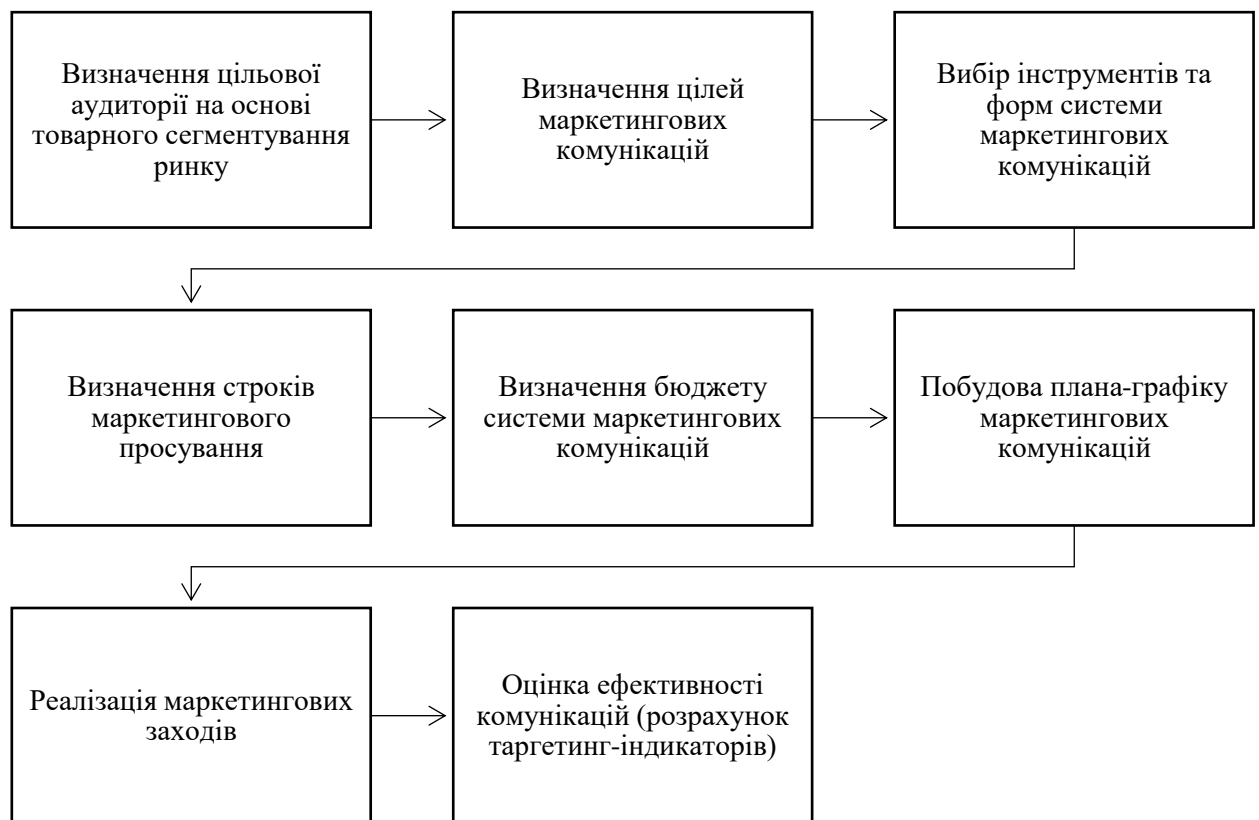 Визначення цільової
аудиторії на основі
товарного сегментування
ринку
Визначення цілей
маркетингових
комунікацій
Вибір інструментів та
форм системи
маркетингових
комунікацій
Визначення строків
маркетингового
просування
Визначення бюджету
системи маркетингових
комунікацій
Побудова плана-графіку
маркетингових
комунікацій
Реалізація маркетингових
заходів
Оцінка ефективності
комунікацій (розрахунок
таргетинг-індикаторів)